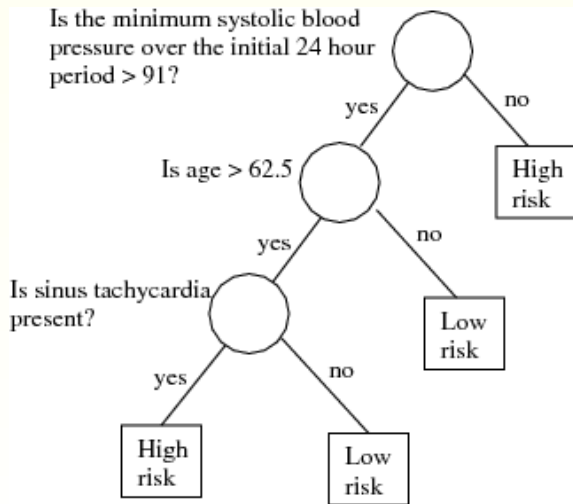 Is the minimum systolic blood
pressure over the initial 24 hour
period > 91?
yes
no
Is age > 62.5
High
risk
yes
no
Is sinus tachycardia
present?
Low
risk
yes
no
High
risk
Low
risk